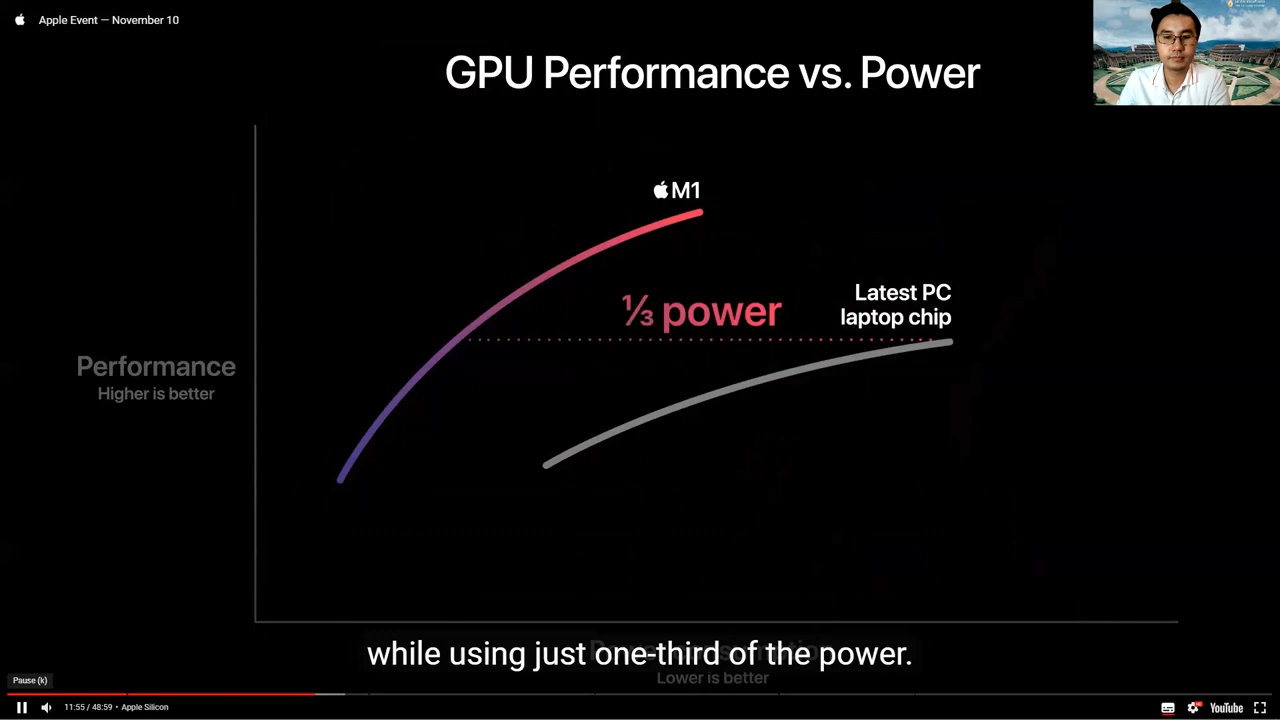 Apple Event — November 10
GPU Performance vs. Power
M1
⅓ power
Latest PC
laptop chip
Performance
Higher is better
while using just one-third of the power.
Lower is better
Pause (k)
11:55 / 48:59 • Apple Silicon
YouTube